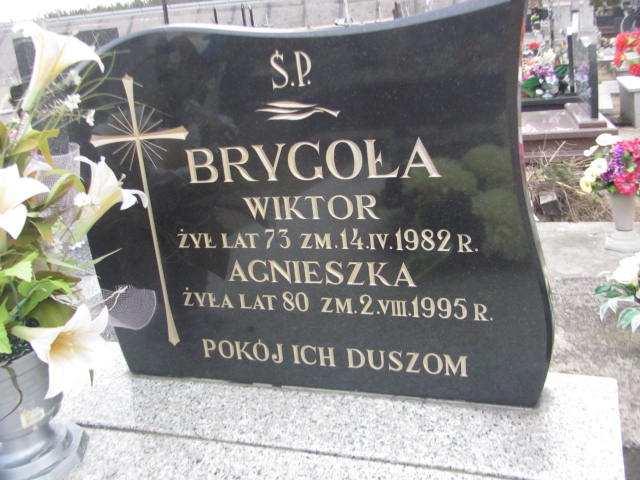 Ś.P.
BRYGOŁA
WIKTOR
ŻYŁ LAT 73 ZM. 14.IV.1982 R.
AGNIESZKA
ŻYŁA LAT 80 ZM. 2.VIII.1995 R.
POKÓJ ICH DUSZOM